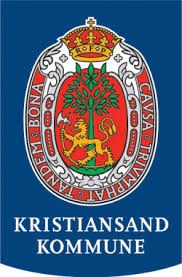 R F P
CAUSA TRIUMPHAT TANDEM BONA
KRISTIANSAND
KOMMUNE